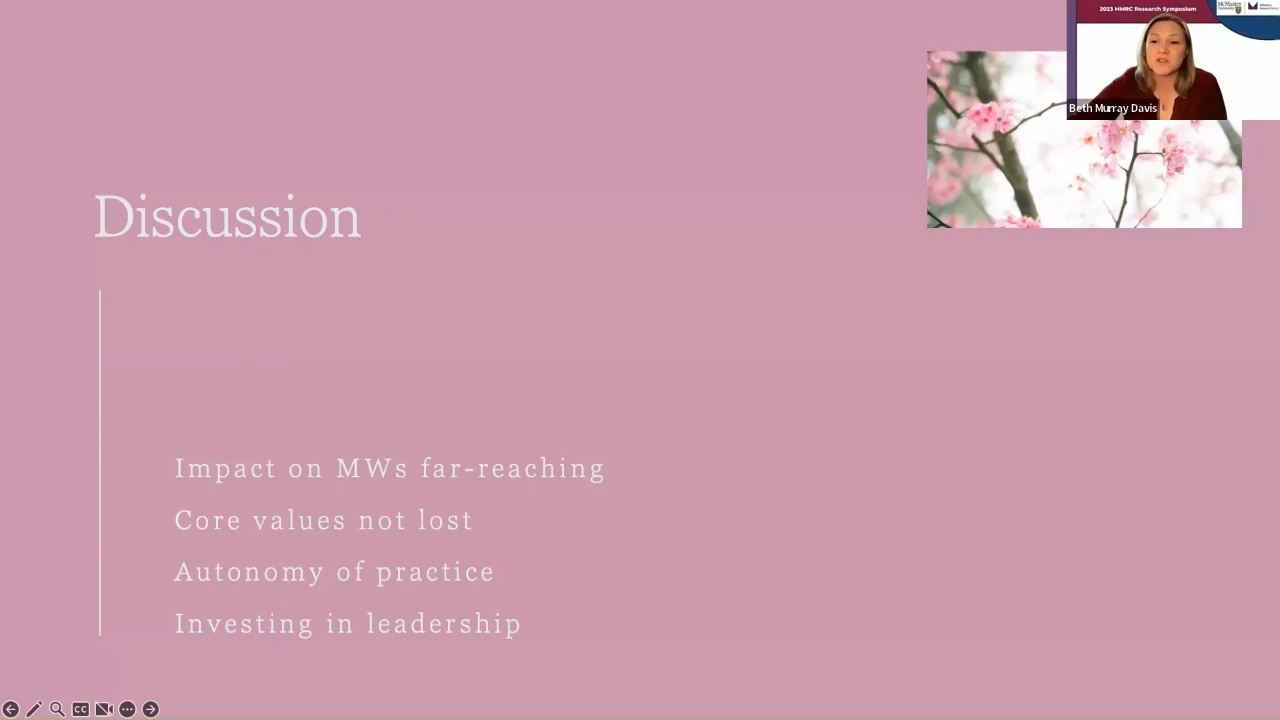 2023 MMRC Research Symposium
McMaster
University
Beth Murray Davis
Discussion
Impact on MWs far-reaching
Core values not lost
Autonomy of practice
Investing in leadership
CC